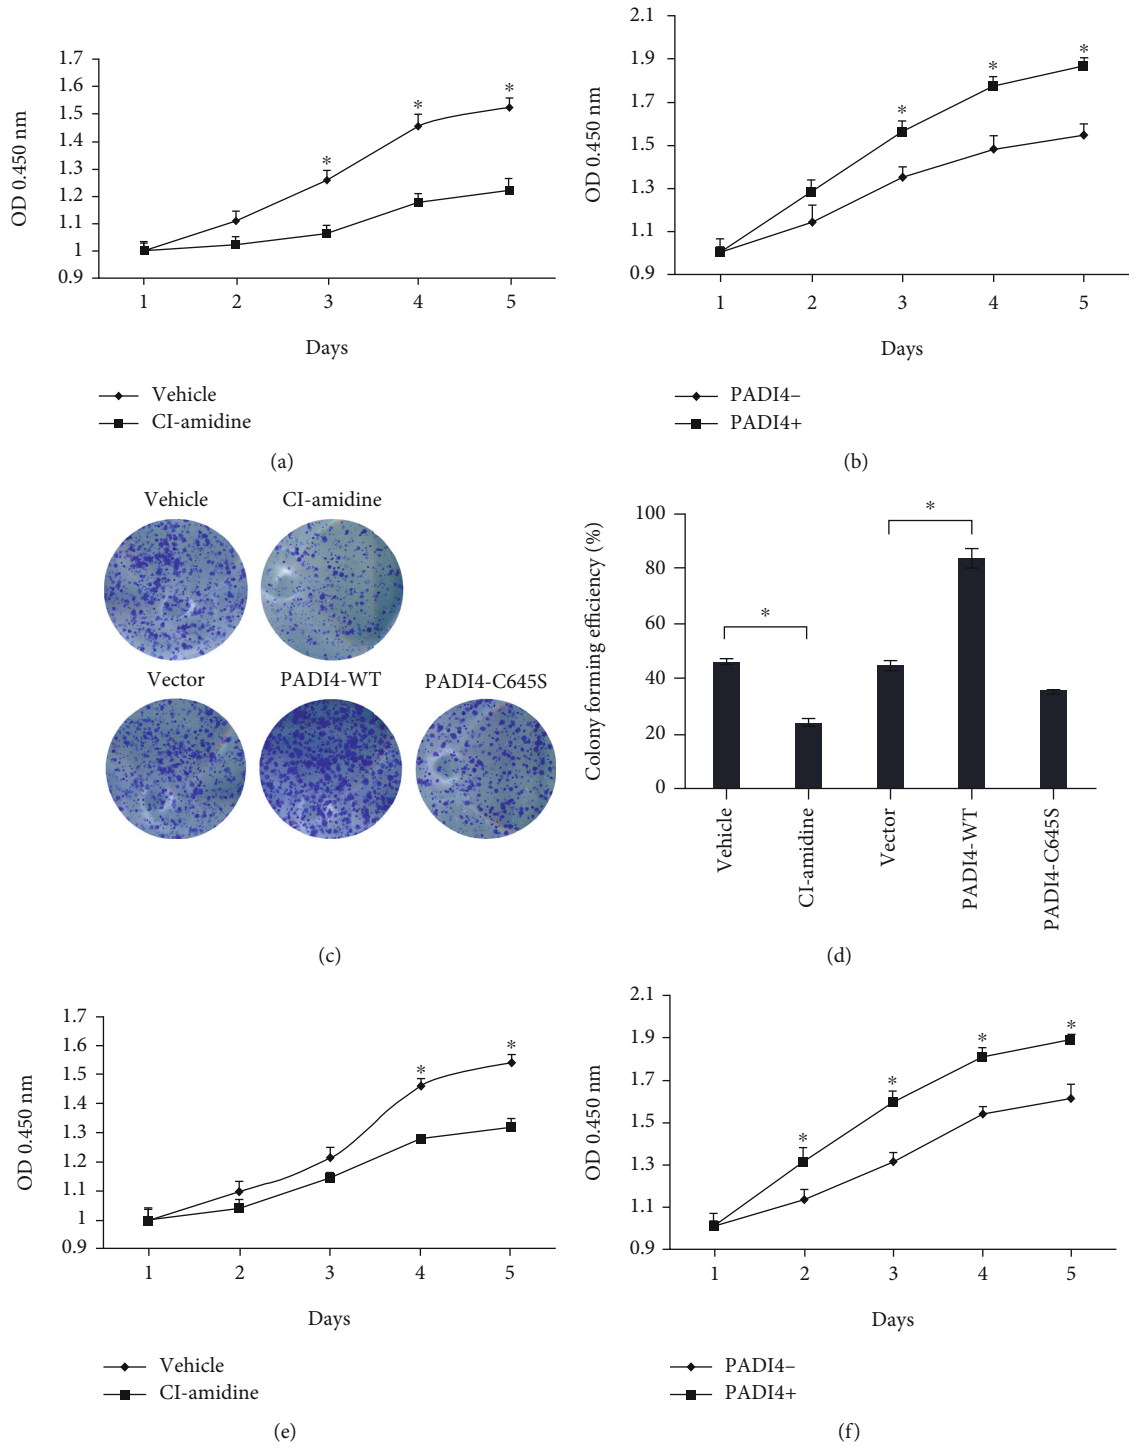 1.7
1.6
1.5
1.4
1.3
1.2
1.1
1
0.9
OD 0.450 nm
1 2 3 4 5
Days
* * *
Vehicle
CI-amidine
(a)
2.1
1.9
1.7
1.5
1.3
1.1
0.9
OD 0.450 nm
1 2 3 4 5
Days
* * *
PADI4–
PADI4+
(b)
Vehicle CI-amidine
Vector PADI4-WT PADI4-C645S
(c)
100
80
60
40
20
0
Colony forming efficiency (%)
* *
Vehicle
CI-amidine
Vector
PADI4-WT
PADI4-C645S
(d)
1.7
1.6
1.5
1.4
1.3
1.2
1.1
1
0.9
OD 0.450 nm
1 2 3 4 5
Days
* *
Vehicle
CI-amidine
(e)
2.1
1.9
1.7
1.5
1.3
1.1
0.9
OD 0.450 nm
1 2 3 4 5
Days
* * * *
PADI4–
PADI4+
(f)